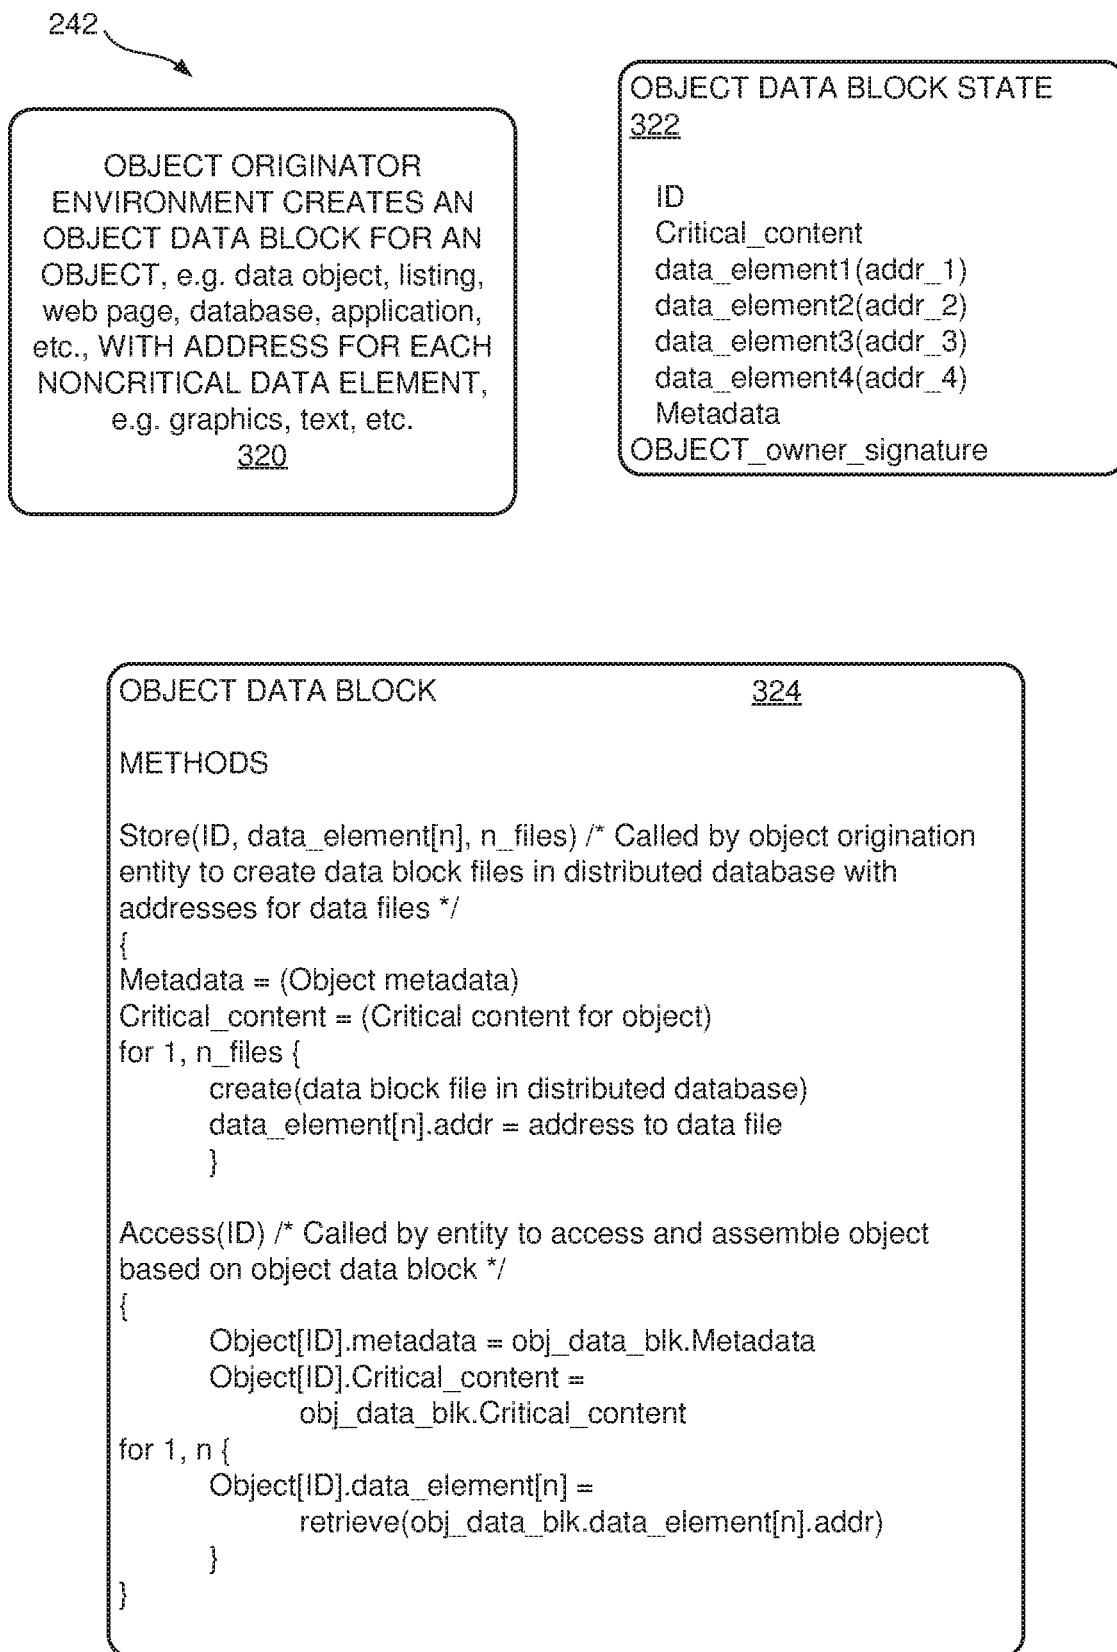 242
OBJECT ORIGINATOR
ENVIRONMENT CREATES AN
OBJECT DATA BLOCK FOR AN
OBJECT, e.g. data object, listing,
web page, database, application,
etc., WITH ADDRESS FOR EACH
NONCRITICAL DATA ELEMENT,
e.g. graphics, text, etc.
320
OBJECT DATA BLOCK STATE
322
ID
Critical_content
data_element1(addr_1)
data_element2(addr_2)
data_element3(addr_3)
data_element4(addr_4)
Metadata
OBJECT_owner_signature
OBJECT DATA BLOCK 324
METHODS
Store(ID, data_element[n], n_files) /* Called by object origination
entity to create data block files in distributed database with
addresses for data files */
{
Metadata = (Object metadata)
Critical_content = (Critical content for object)
for 1, n_files {
create(data block file in distributed database)
data_element[n].addr = address to data file
}
Access(ID) /* Called by entity to access and assemble object
based on object data block */
{
Object[ID].metadata = obj_data_blk.Metadata
Object[ID].Critical_content =
obj_data_blk.Critical_content
for 1, n {
Object[ID].data_element[n] =
retrieve(obj_data_blk.data_element[n].addr)
}
}